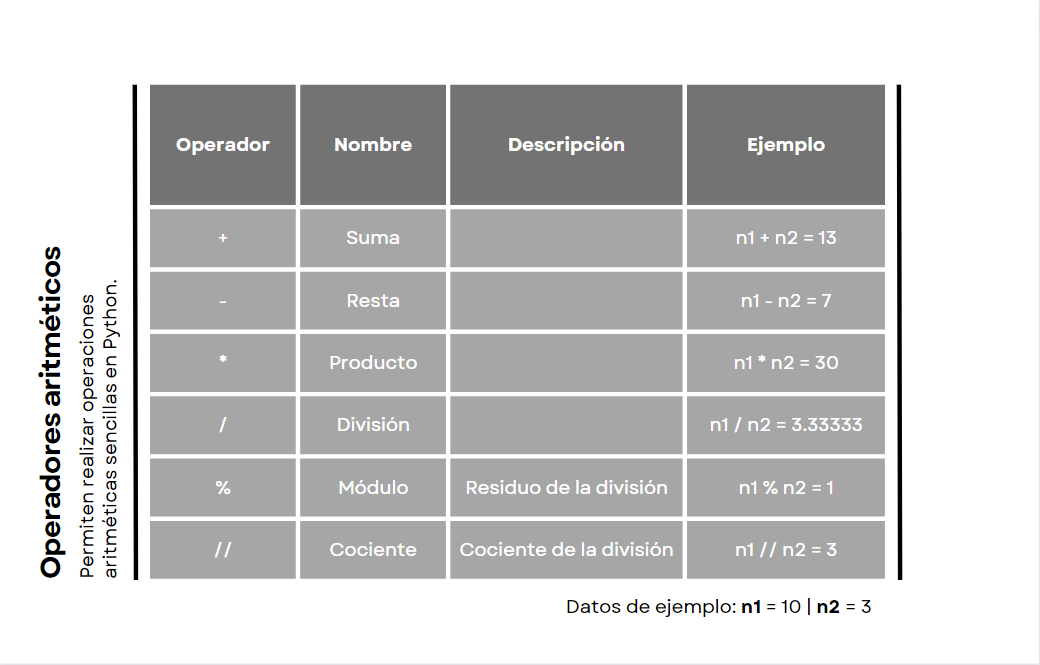 Operadores aritméticos
Permiten realizar operaciones
aritméticas sencillas en Python.
Operador Nombre Descripción Ejemplo
+ Suma n1 + n2 = 13
- Resta n1 - n2 = 7
* Producto n1 * n2 = 30
/ División n1 / n2 = 3.33333
% Módulo Residuo de la división n1 % n2 = 1
// Cociente Cociente de la división n1 // n2 = 3
Datos de ejemplo: n1 = 10 | n2 = 3